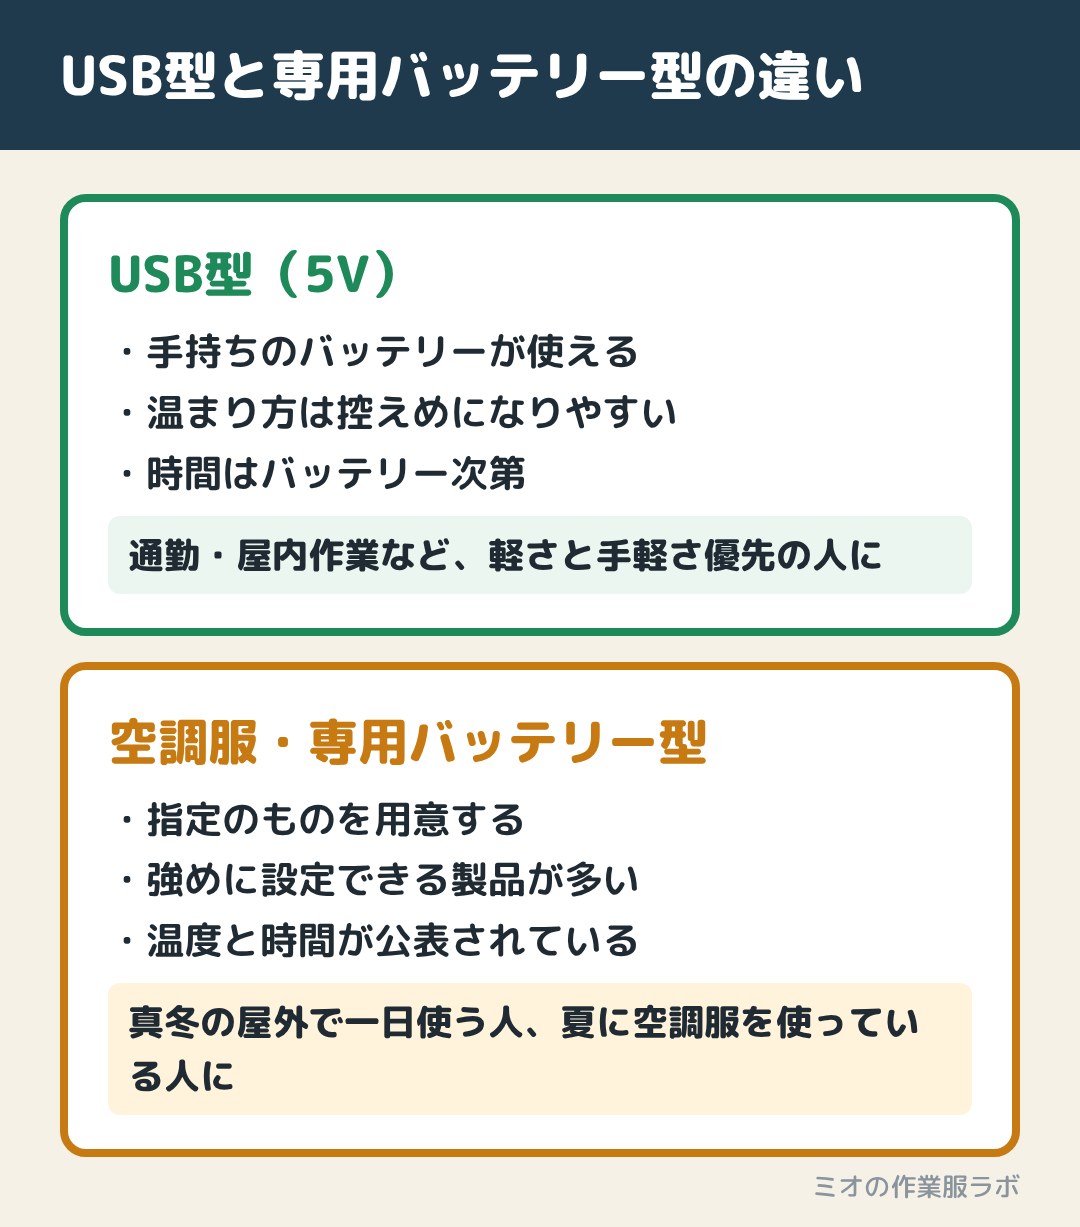 USB型と専用バッテリー型の違い
USB型（5V）
・手持ちのバッテリーが使える
・温まり方は控えめになりやすい
・時間はバッテリー次第
通勤・屋内作業など、軽さと手軽さ優先の人に
空調服・専用バッテリー型
・指定のものを用意する
・強めに設定できる製品が多い
・温度と時間が公表されている
真冬の屋外で一日使う人、夏に空調服を使ってい
る人に
ミオの作業服ラボ